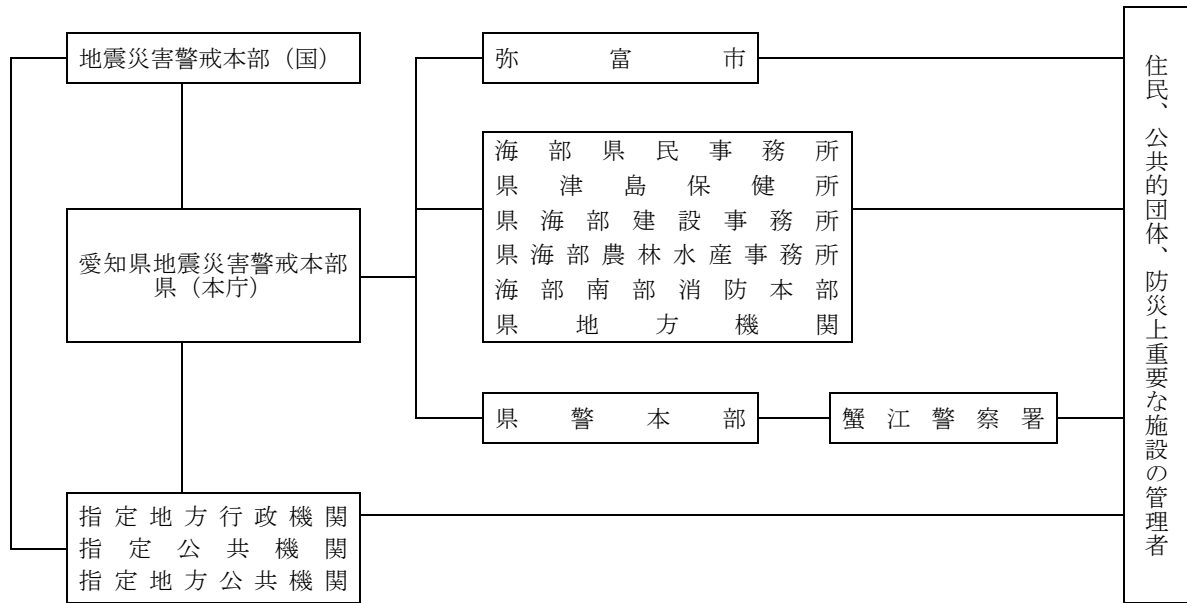 地震災害警戒本部（国）
愛知県地震災害警戒本部
県（本庁）
指定地方行政機関
指定公共機関
指定地方公共機関
弥富市
海部県民事務所
県津島保健所
県海部建設事務所
県海部農林水産事務所
海部南部消防本部
県地方機関
県警本部
蟹江警察署
住民、公共的団体、防災上重要な施設の管理者